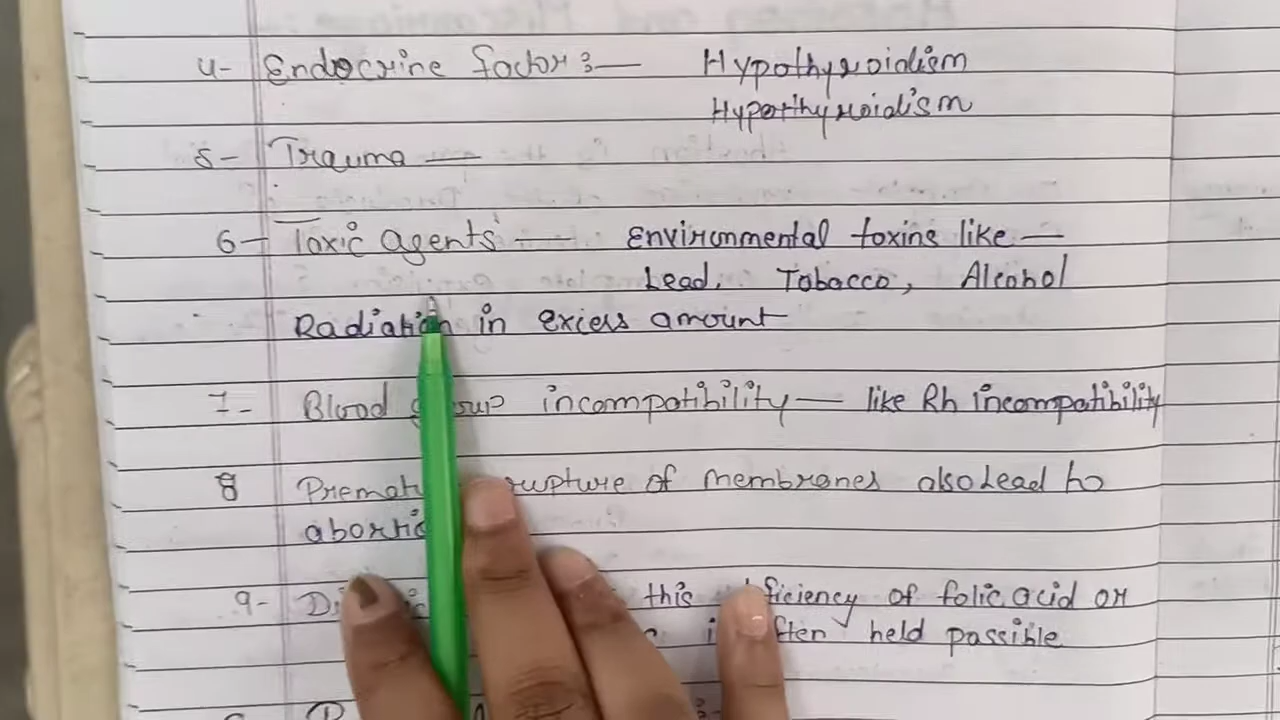 4- Endocrine factor :— Hypothyroidism
Hyperthyroidism
5- Trauma —
6- Toxic agents — Environmental toxins like —
Lead, Tobacco, Alcohol
Radiation in excess amount
7- Blood group incompatibility — like Rh incompatibility
8 rupture of membranes also Lead to
9- this of folic acid or
held passible